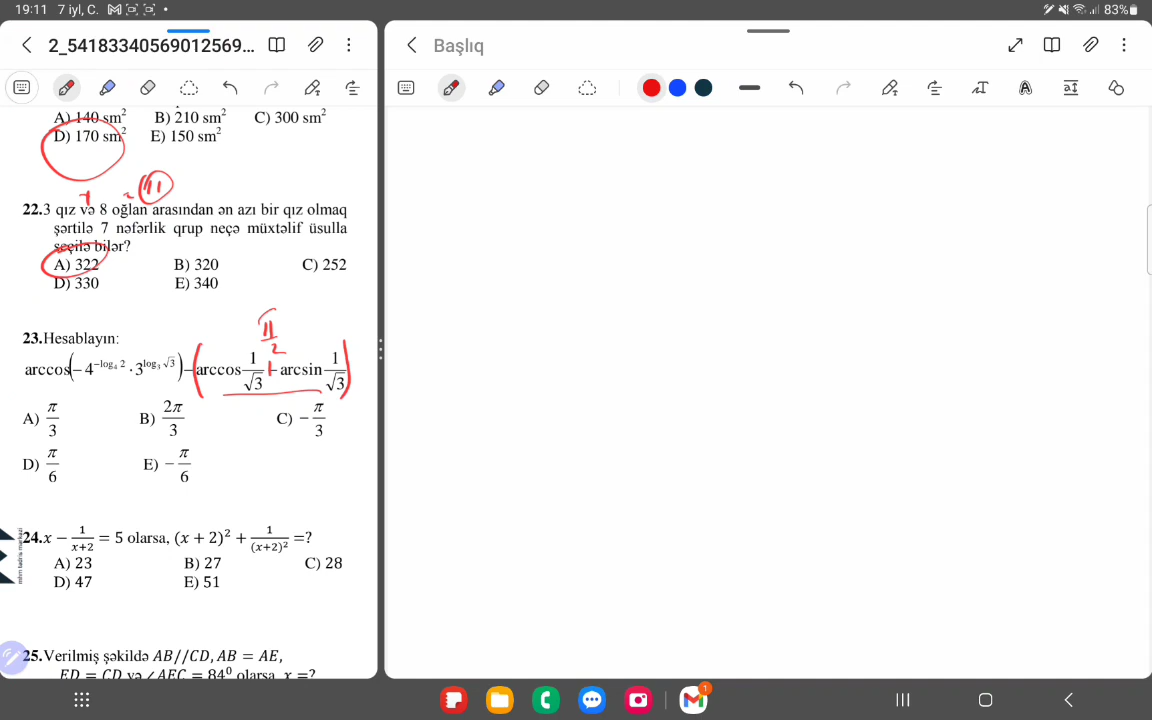 19:11 7 iyl, C.
83%
2_54183340569012569...
Başlıq
A) 140 sm² B) 210 sm² C) 300 sm²
D) 170 sm² E) 150 sm²
= 11
22.3 qız və 8 oğlan arasından ən azı bir qız olmaq
şərtilə 7 nəfərlik qrup neçə müxtəlif üsulla
seçilə bilər?
A) 322 B) 320 C) 252
D) 330 E) 340
π/2
23.Hesablayın:
arccos(−4^(−log₄ 2) · 3^(log₃ √3)) − (arccos 1/√3 + arcsin 1/√3)
A) π/3 B) 2π/3 C) −π/3
D) π/6 E) −π/6
24.x − 1/(x+2) = 5 olarsa, (x + 2)² + 1/(x+2)² =?
A) 23 B) 27 C) 28
D) 47 E) 51
25.Verilmiş şəkildə AB//CD, AB = AE,
ED = CD və ∠AEC = 84⁰ olarsa, x =?
1